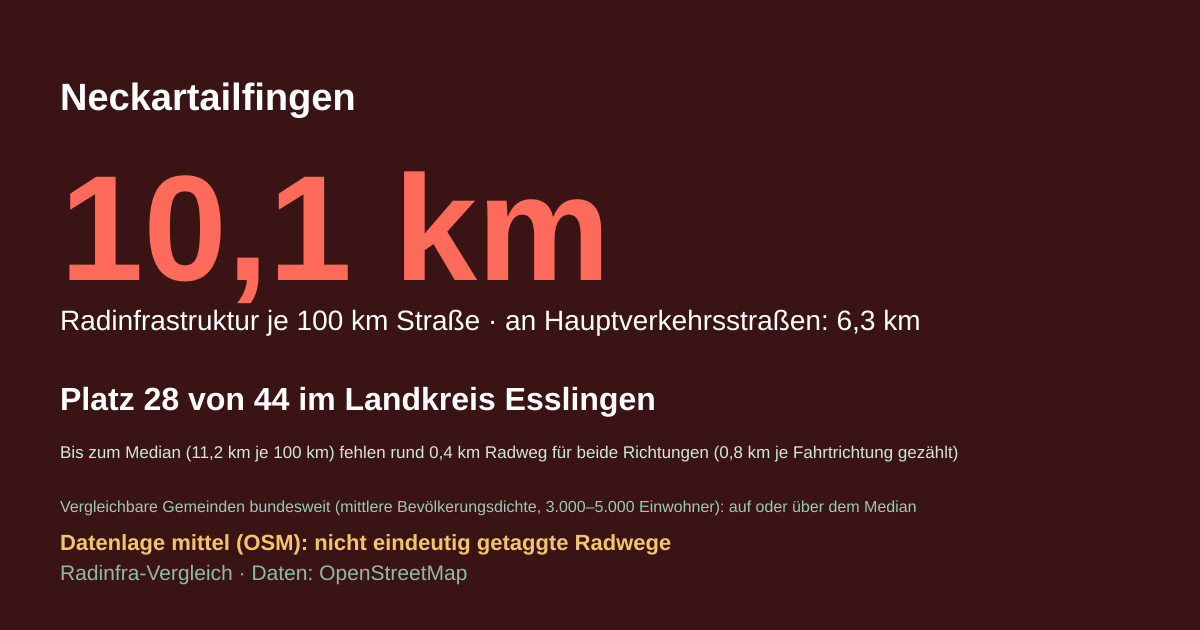 Neckartailfingen
10,1 km
Radinfrastruktur je 100 km Straße · an Hauptverkehrsstraßen: 6,3 km
Platz 28 von 44 im Landkreis Esslingen
Bis zum Median (11,2 km je 100 km) fehlen rund 0,4 km Radweg für beide Richtungen (0,8 km je Fahrtrichtung gezählt)
Vergleichbare Gemeinden bundesweit (mittlere Bevölkerungsdichte, 3.000–5.000 Einwohner): auf oder über dem Median
Datenlage mittel (OSM): nicht eindeutig getaggte Radwege
Radinfra-Vergleich · Daten: OpenStreetMap